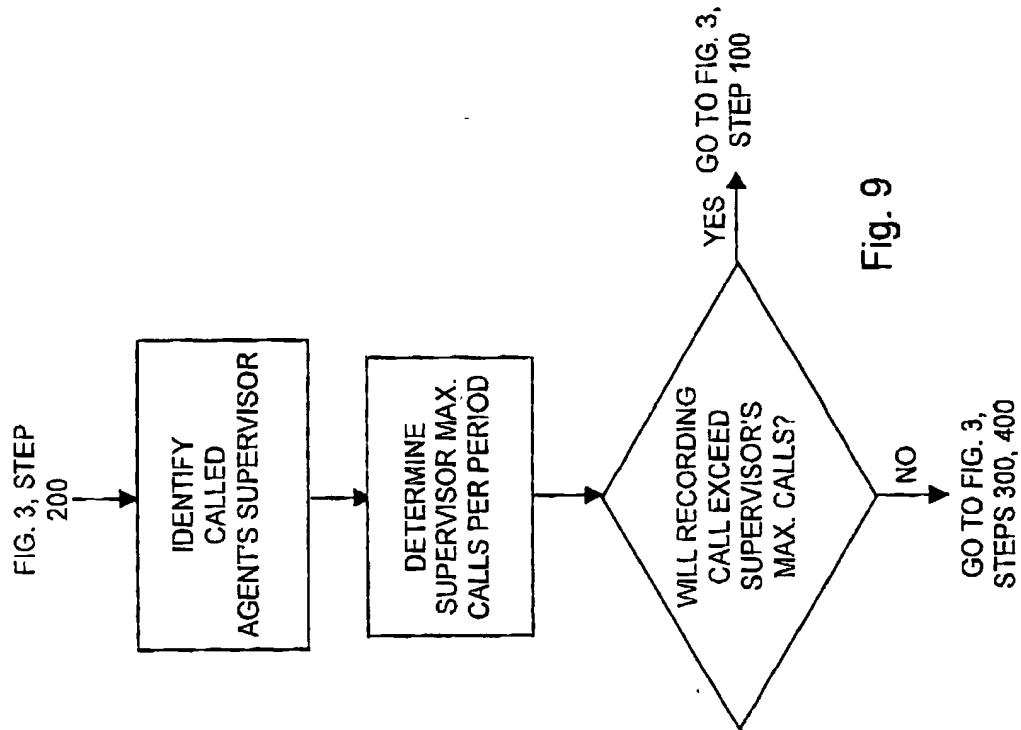 FIG. 3, STEP
200
IDENTIFY
CALLED
AGENT'S SUPERVISOR
DETERMINE
SUPERVISOR MAX.
CALLS PER PERIOD
WILL RECORDING
CALL EXCEED
SUPERVISOR'S
MAX. CALLS?
YES
GO TO FIG. 3,
STEP 100
NO
GO TO FIG. 3,
STEPS 300, 400
Fig. 9